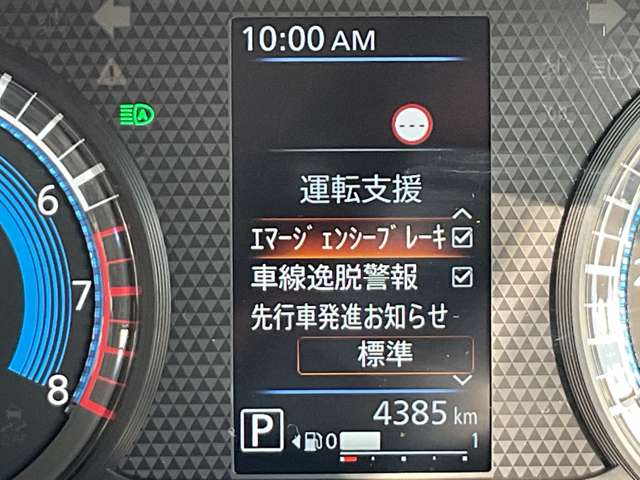 10:00 AM
---
運転支援
ｴﾏｰｼﾞｪﾝｼｰﾌﾞﾚｰｷ
車線逸脱警報
先行車発進お知らせ
標準
4385 km
P
0 1
A
6
7
8